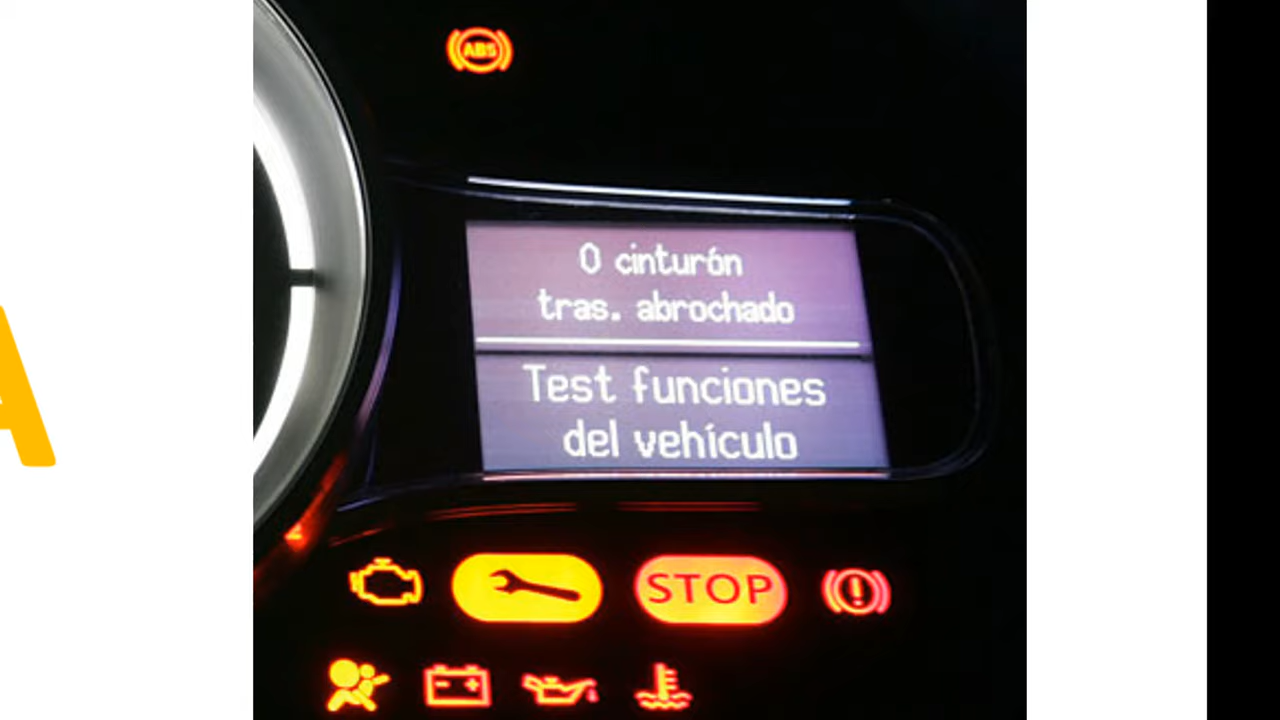 ABS
0 cinturón
tras. abrochado
Test funciones
del vehículo
STOP
A